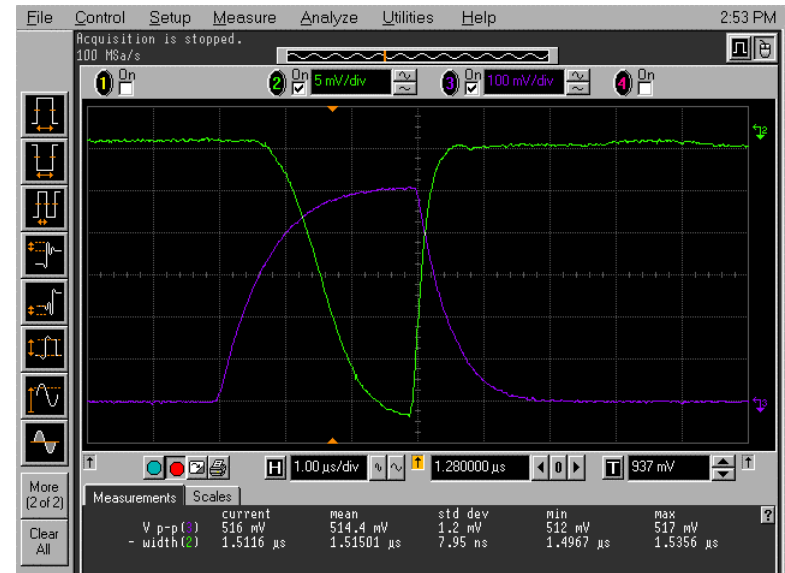 File Control Setup Measure Analyze Utilities Help 2:53 PM
Acquisition is stopped.
100 MSa/s
1 On 2 On 5 mV/div 3 On 100 mV/div 4 On
2
3
More
(2 of 2)
Clear
All
H 1.00 µs/div 1.280000 µs 0 T 937 mV
Measurements Scales
current mean std dev min max
V p-p(3) 516 mV 514.4 mV 1.2 mV 512 mV 517 mV
- width(2) 1.5116 µs 1.51501 µs 7.95 ns 1.4967 µs 1.5356 µs
?